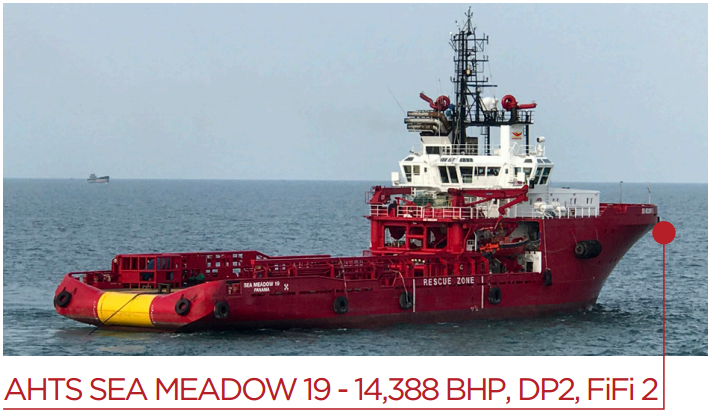 SEA MEADOW 19
PANAMA
RESCUE ZONE
AHTS SEA MEADOW 19 - 14,388 BHP, DP2, FiFi 2